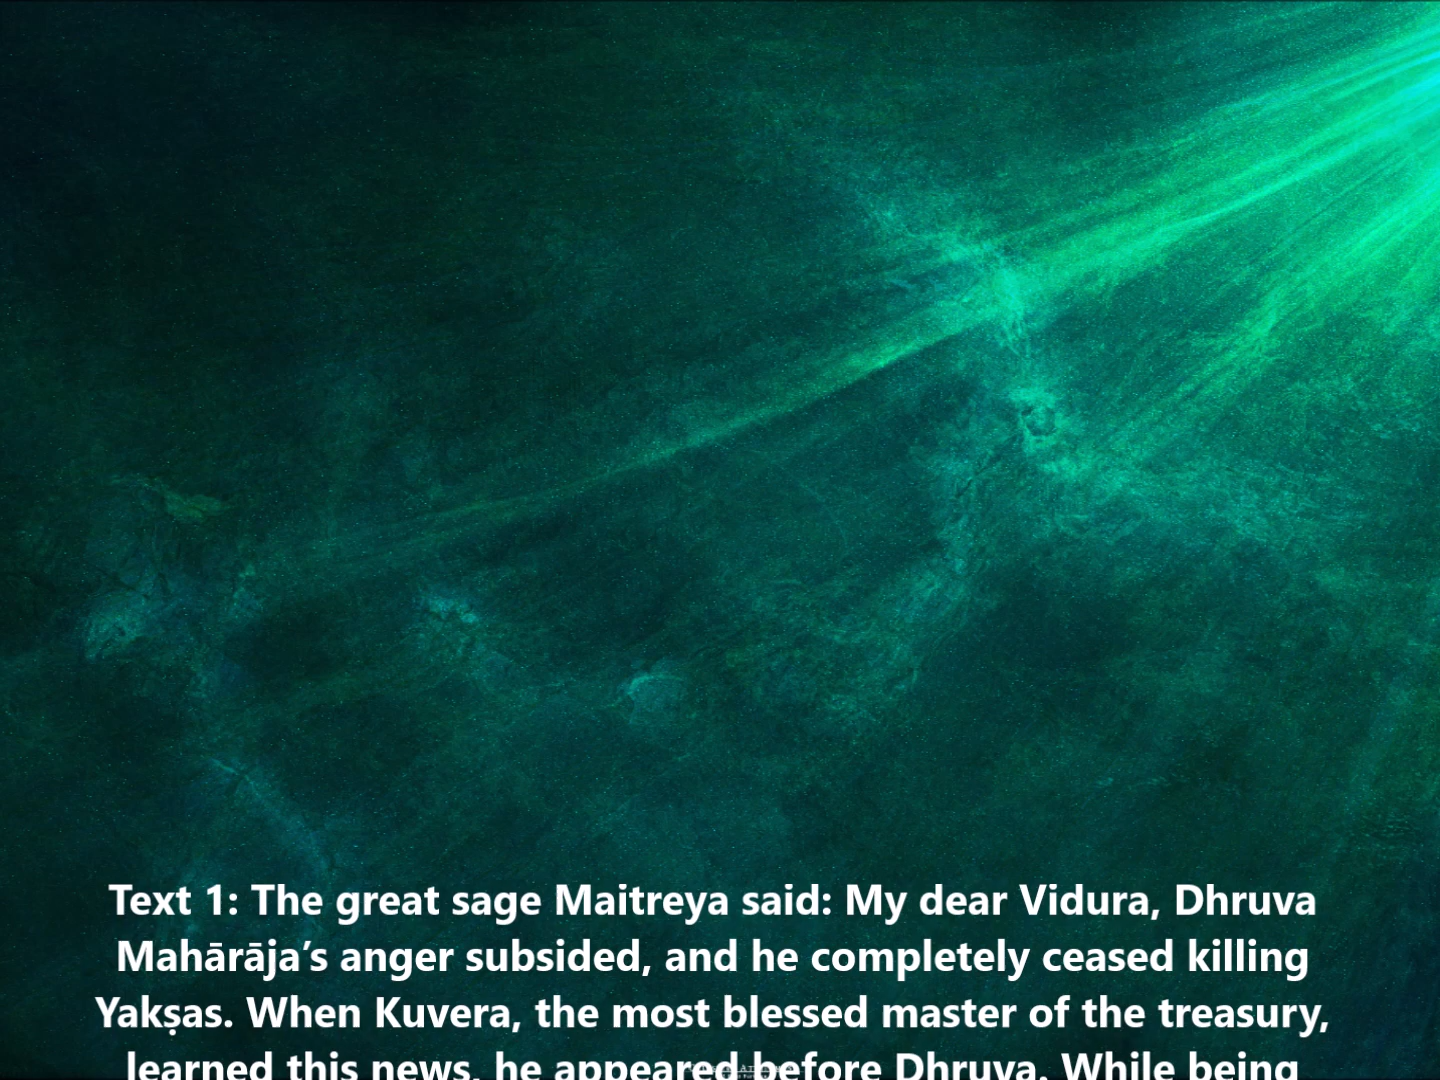 Text 1: The great sage Maitreya said: My dear Vidura, Dhruva
Mahārāja’s anger subsided, and he completely ceased killing
Yakṣas. When Kuvera, the most blessed master of the treasury,
learned this news, he appeared before Dhruva. While being